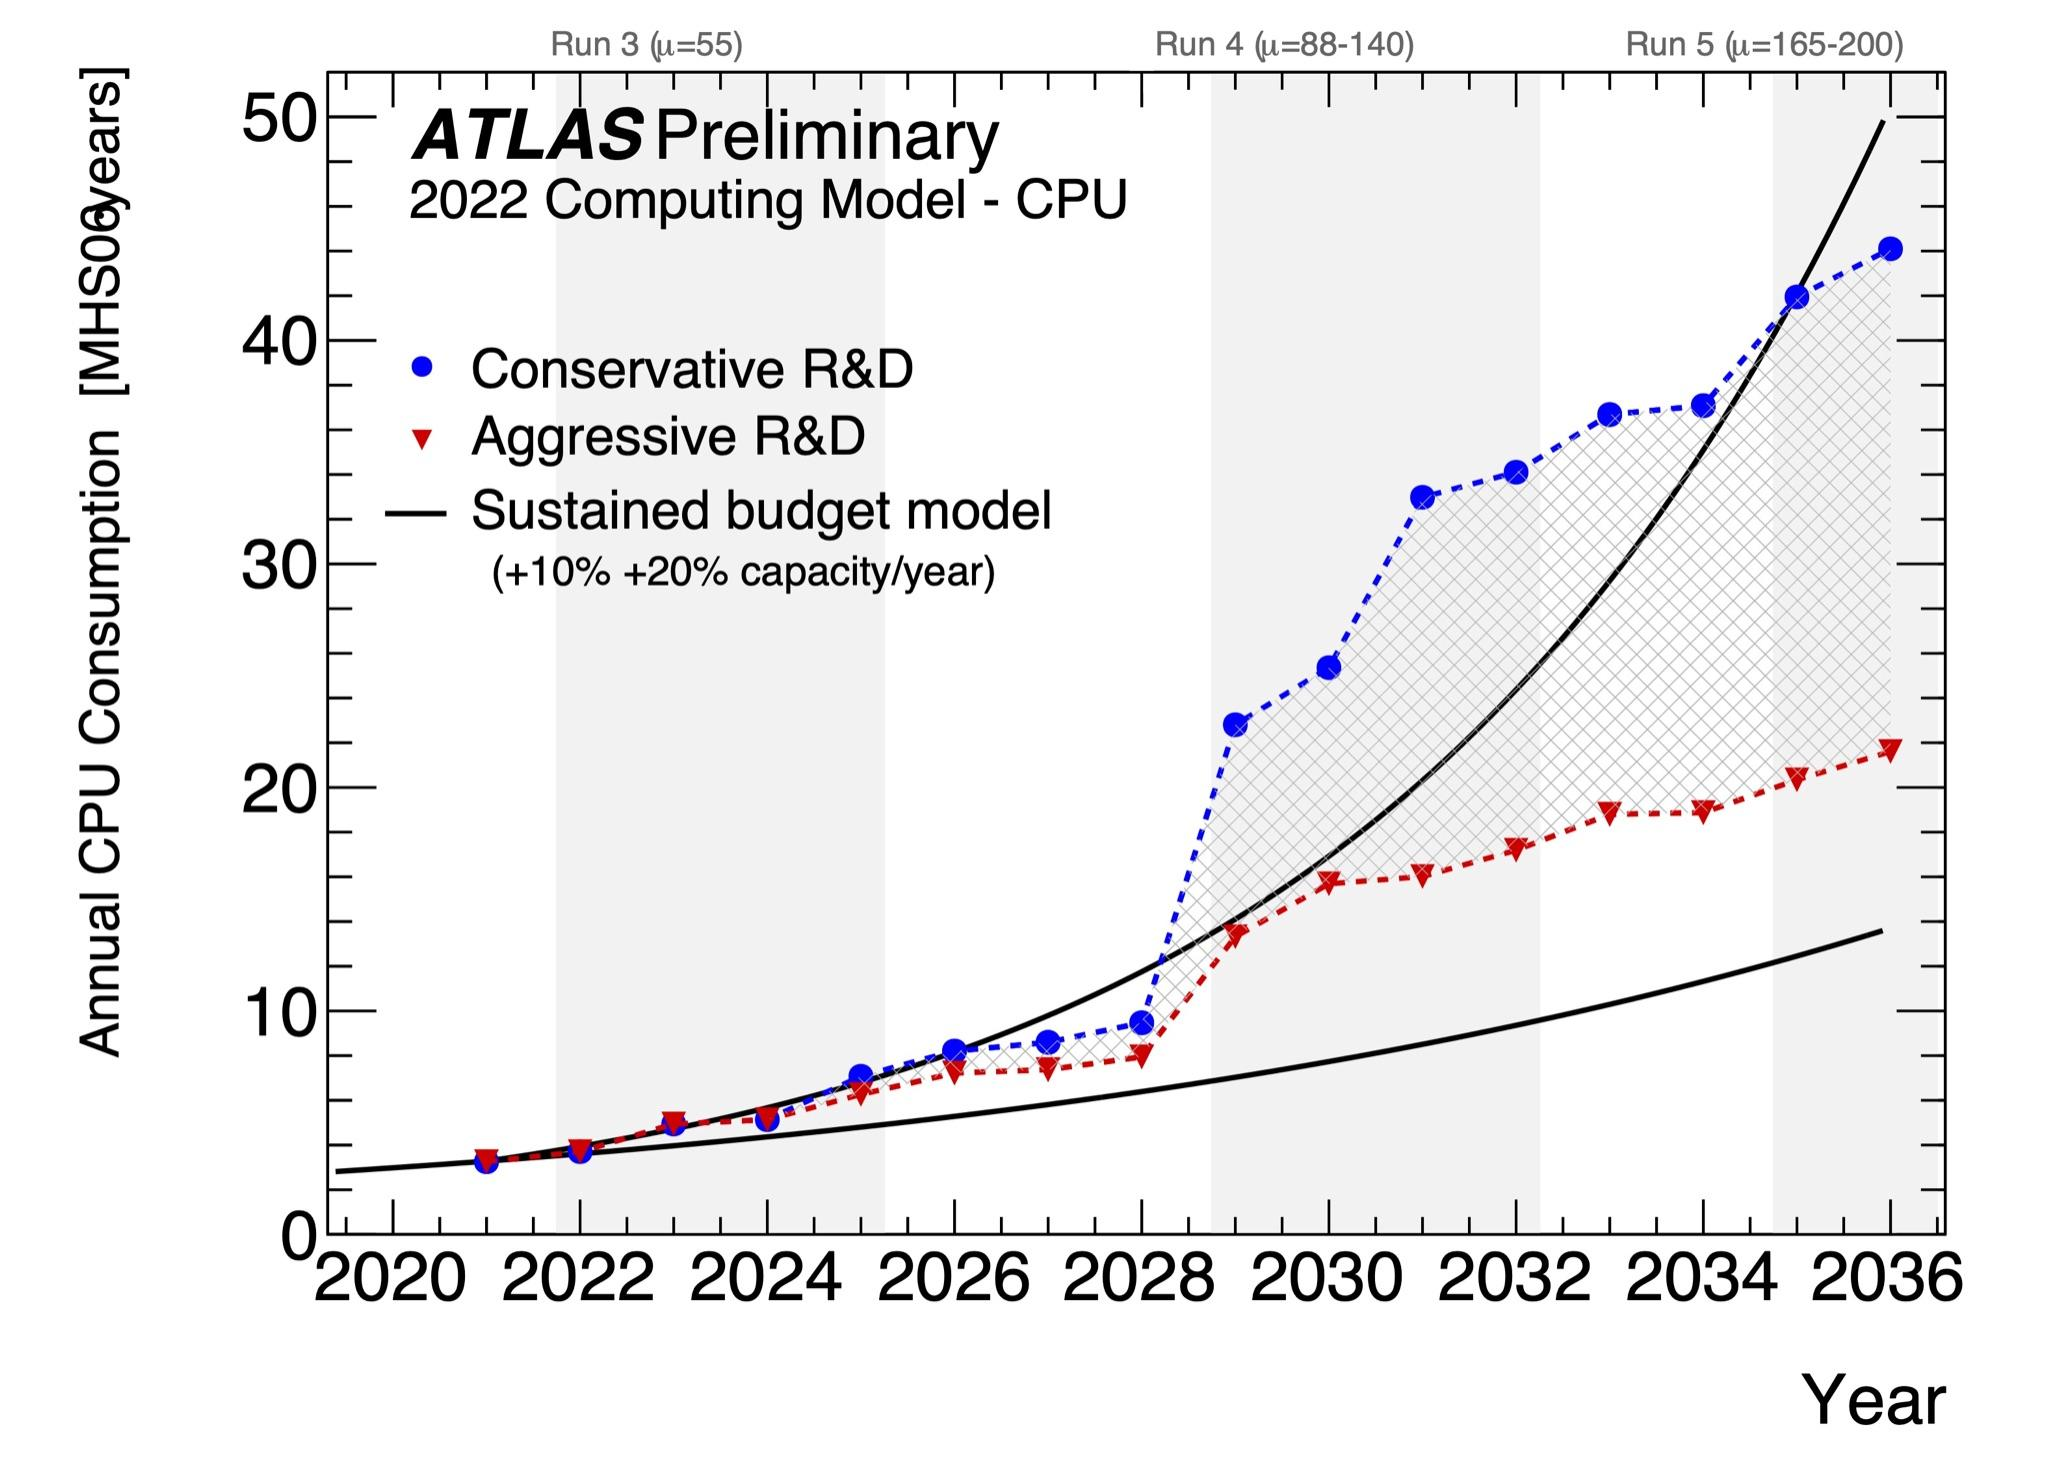 Run 3 (μ=55)
Run 4 (μ=88-140)
Run 5 (μ=165-200)
Annual CPU Consumption [MHS06years]
50
40
30
20
10
0
ATLAS Preliminary
2022 Computing Model - CPU
Conservative R&D
Aggressive R&D
Sustained budget model
(+10% +20% capacity/year)
2020 2022 2024 2026 2028 2030 2032 2034 2036
Year